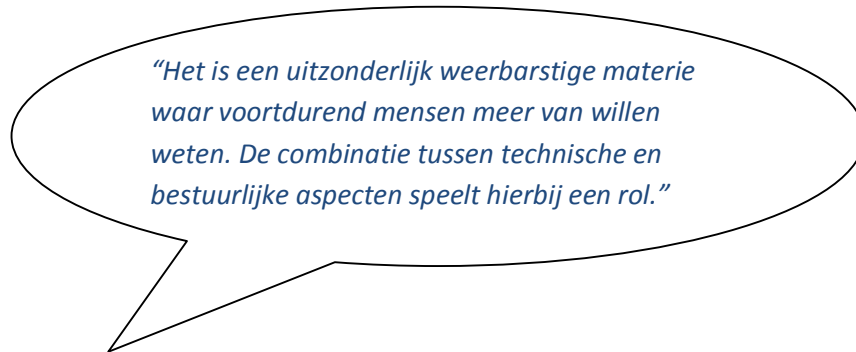 “Het is een uitzonderlijk weerbarstige materie
waar voortdurend mensen meer van willen
weten. De combinatie tussen technische en
bestuurlijke aspecten speelt hierbij een rol.”